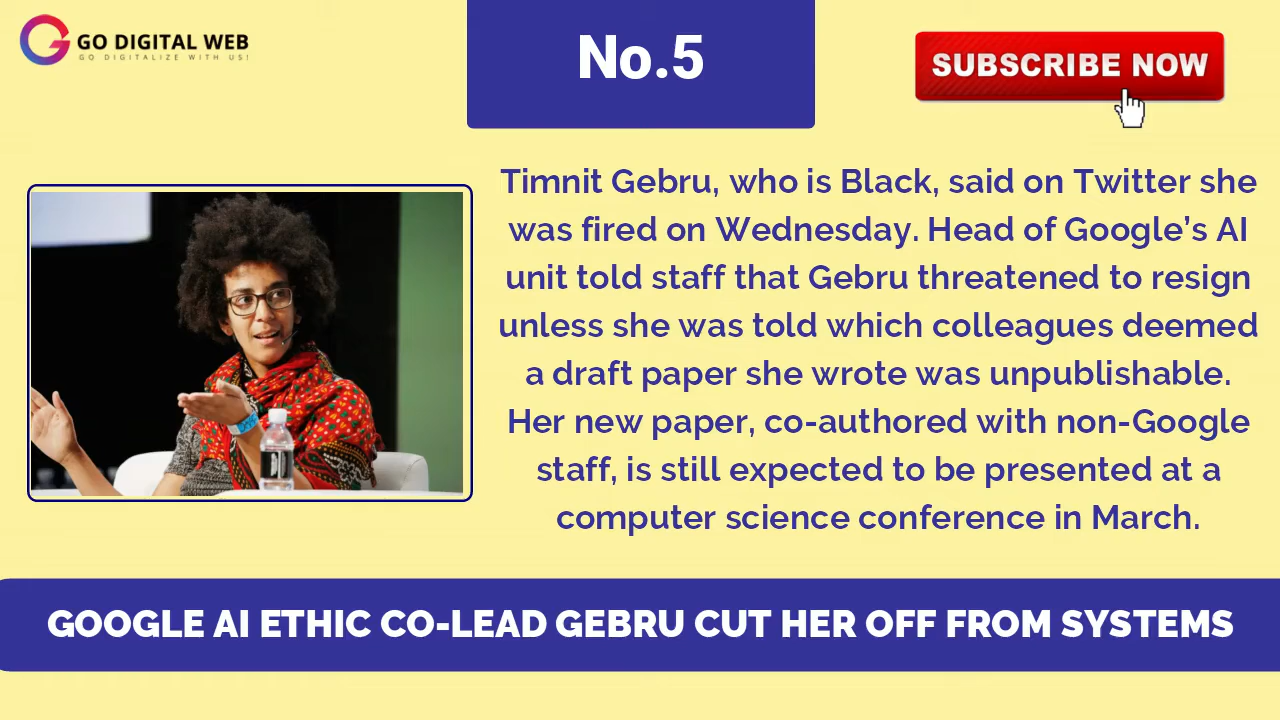 GO DIGITAL WEB
GO DIGITALIZE WITH US!
No.5
SUBSCRIBE NOW
Timnit Gebru, who is Black, said on Twitter she
was fired on Wednesday. Head of Google’s AI
unit told staff that Gebru threatened to resign
unless she was told which colleagues deemed
a draft paper she wrote was unpublishable.
Her new paper, co-authored with non-Google
staff, is still expected to be presented at a
computer science conference in March.
GOOGLE AI ETHIC CO-LEAD GEBRU CUT HER OFF FROM SYSTEMS